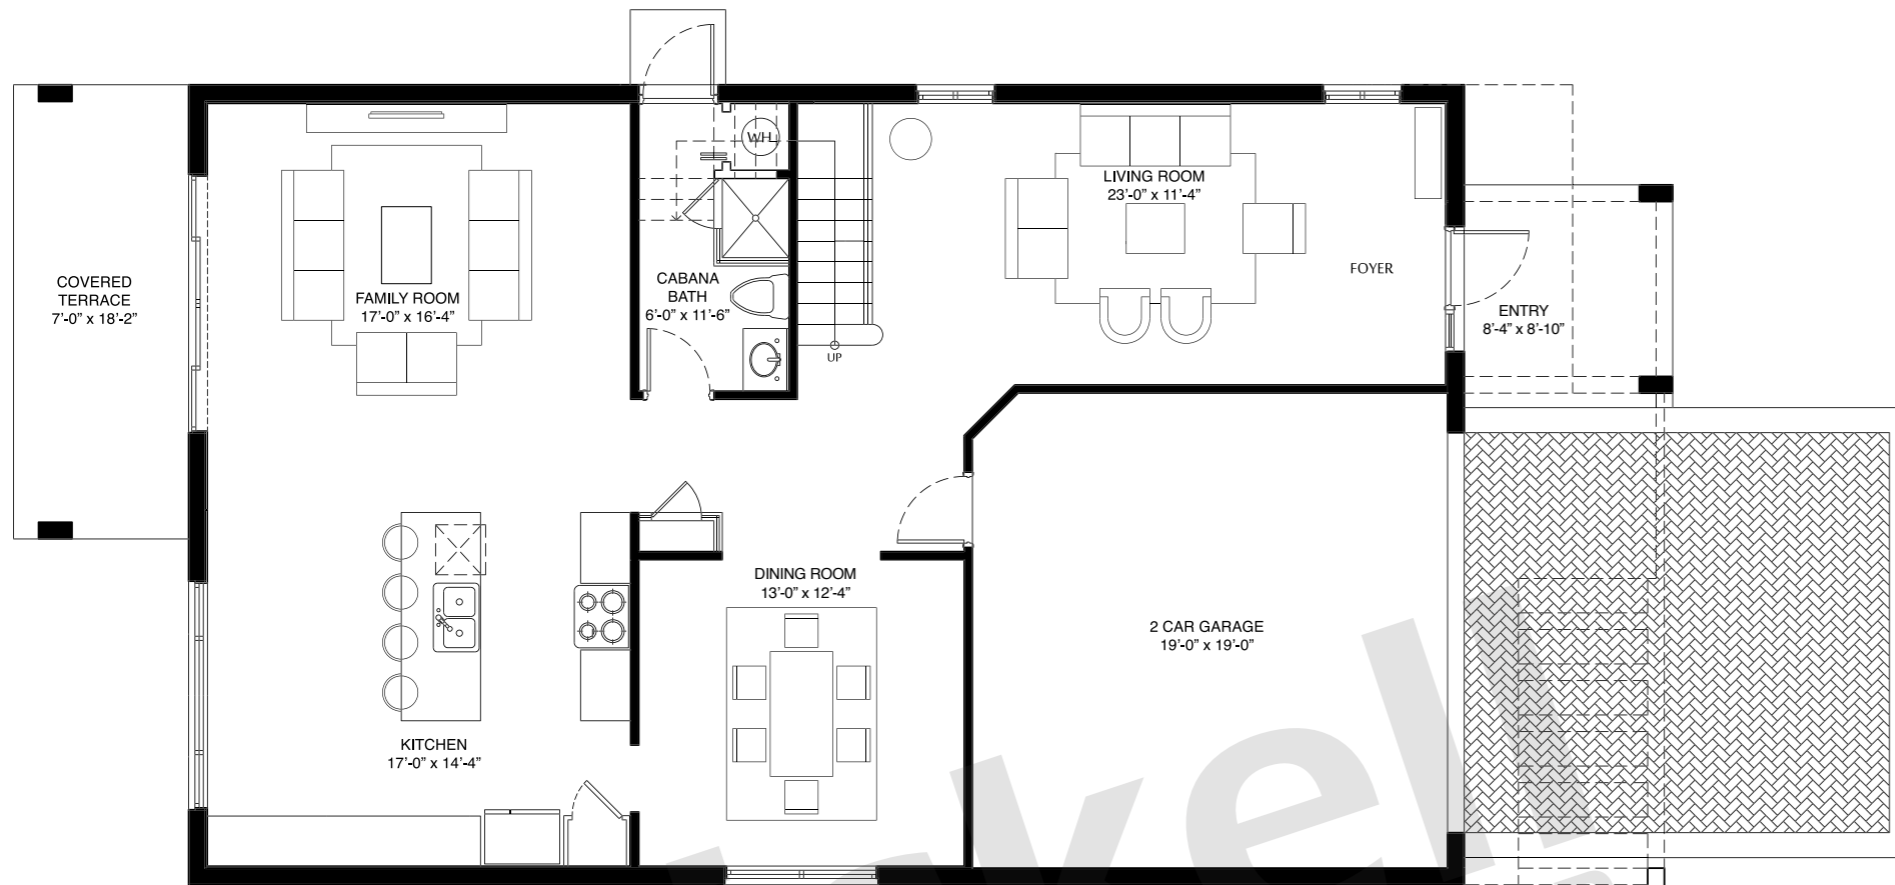 WH
LIVING ROOM
23'-0" x 11'-4"
COVERED
TERRACE
7'-0" x 18'-2"
FAMILY ROOM
17'-0" x 16'-4"
CABANA
BATH
6'-0" x 11'-6"
UP
FOYER
ENTRY
8'-4" x 8'-10"
DINING ROOM
13'-0" x 12'-4"
2 CAR GARAGE
19'-0" x 19'-0"
KITCHEN
17'-0" x 14'-4"